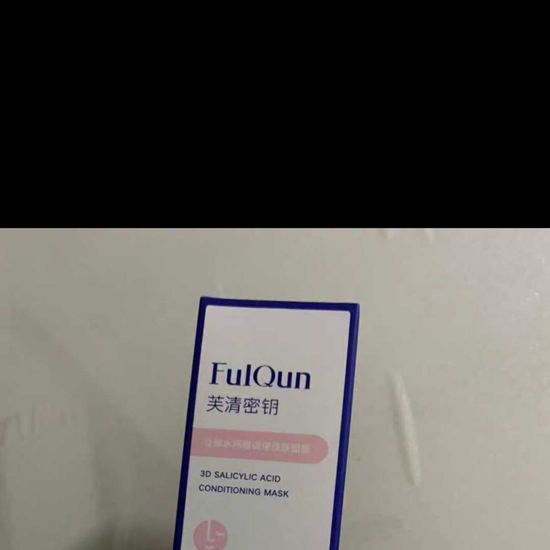 FulQun
芙清密钥
3D SALICYLIC ACID
CONDITIONING MASK